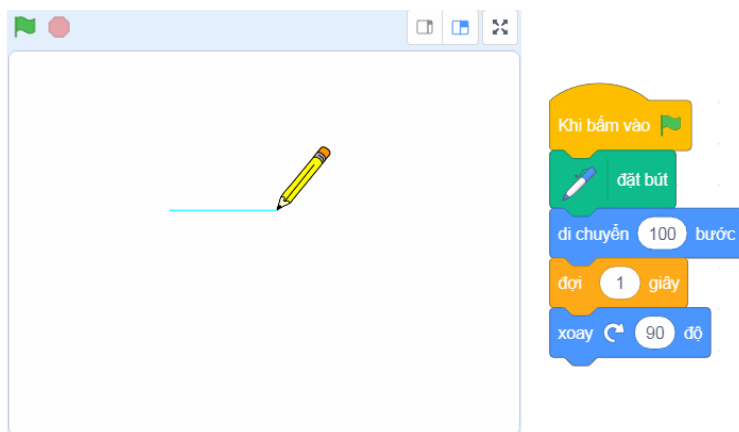 Khi bấm vào
đặt bút
di chuyển 100 bước
đợi 1 giây
xoay 90 độ